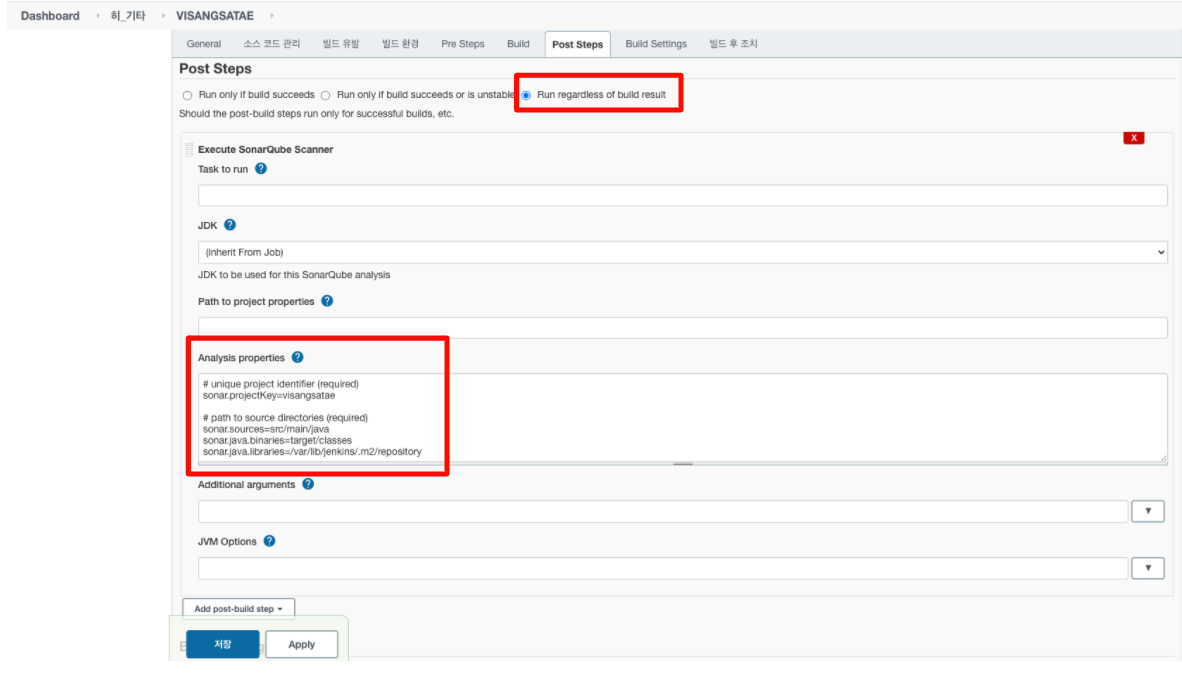 Dashboard › 히_기타 › VISANGSATAE ›
General 소스 코드 관리 빌드 유발 빌드 환경 Pre Steps Build Post Steps Build Settings 빌드 후 조치
Post Steps
Run only if build succeeds Run only if build succeeds or is unstable Run regardless of build result
Should the post-build steps run only for successful builds, etc.
X
Execute SonarQube Scanner
Task to run ?
JDK ?
(Inherit From Job)
JDK to be used for this SonarQube analysis
Path to project properties ?
Analysis properties ?
# unique project identifier (required)
sonar.projectKey=visangsatae
# path to source directories (required)
sonar.sources=src/main/java
sonar.java.binaries=target/classes
sonar.java.libraries=/var/lib/jenkins/.m2/repository
Additional arguments ?
JVM Options ?
Add post-build step
저장 Apply